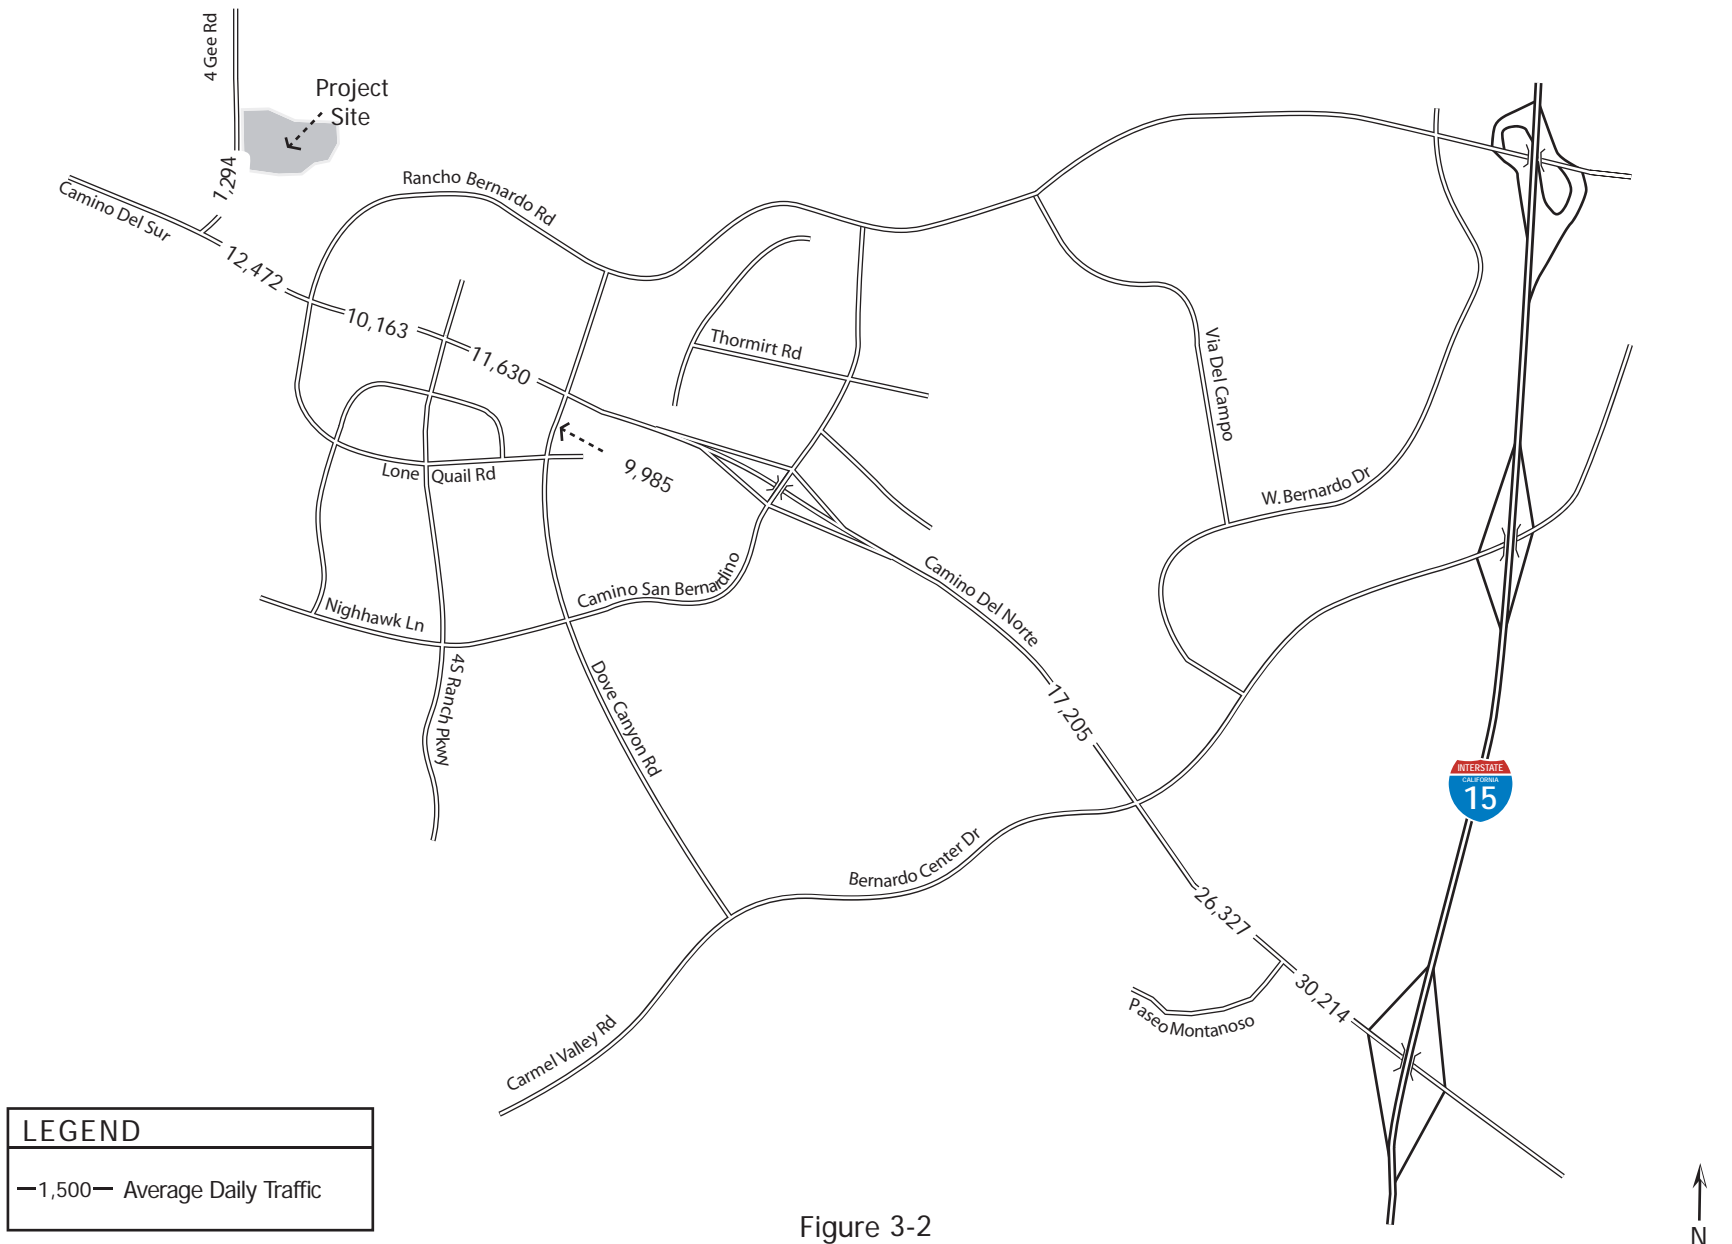 4 Gee Rd
Project
Site
1,294
Camino Del Sur
12,472
Rancho Bernardo Rd
10,163
11,630
Thormirt Rd
Via Del Campo
9,985
Lone Quail Rd
W. Bernardo Dr
Camino San Bernardino
Camino Del Norte
Nighhawk Ln
4S Ranch Pkwy
Dove Canyon Rd
17,205
INTERSTATE
CALIFORNIA
15
Bernardo Center Dr
26,327
30,214
Paseo Montanoso
Carmel Valley Rd
LEGEND
1,500 Average Daily Traffic
Figure 3-2
N